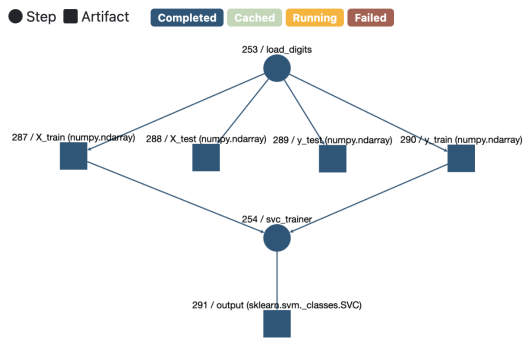 Step Artifact Completed Cached Running Failed
253 / load_digits
287 / X_train (numpy.ndarray)
288 / X_test (numpy.ndarray)
289 / y_test (numpy.ndarray)
290 / y_train (numpy.ndarray)
254 / svc_trainer
291 / output (sklearn.svm._classes.SVC)